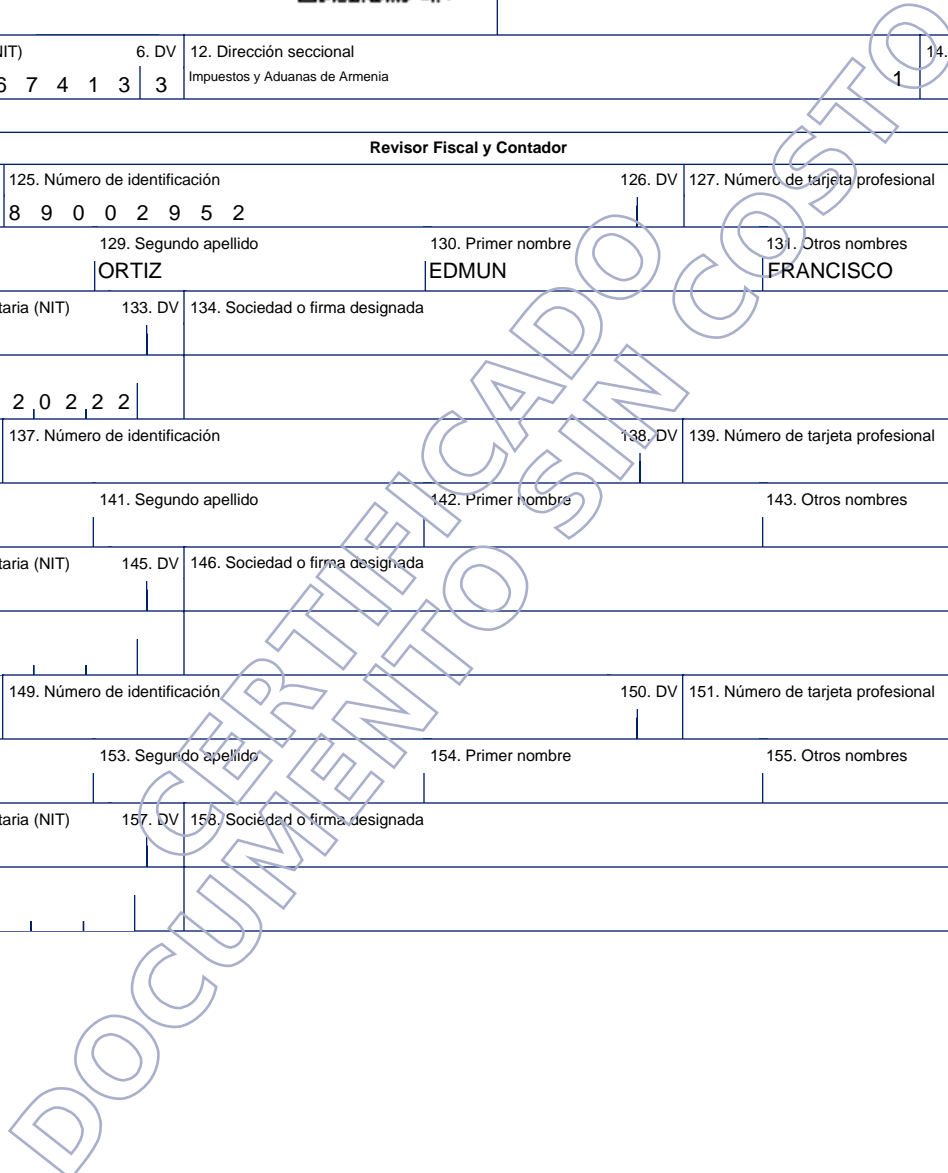 IIT) 6. DV 12. Dirección seccional 14.
6 7 4 1 3 3 Impuestos y Aduanas de Armenia 1
Revisor Fiscal y Contador
125. Número de identificación 126. DV 127. Número de tarjeta profesional
8 9 0 0 2 9 5 2
129. Segundo apellido 130. Primer nombre 131. Otros nombres
ORTIZ EDMUN FRANCISCO
taria (NIT) 133. DV 134. Sociedad o firma designada
2 0 2 2 2
137. Número de identificación 138. DV 139. Número de tarjeta profesional
141. Segundo apellido 142. Primer nombre 143. Otros nombres
taria (NIT) 145. DV 146. Sociedad o firma designada
149. Número de identificación 150. DV 151. Número de tarjeta profesional
153. Segundo apellido 154. Primer nombre 155. Otros nombres
taria (NIT) 157. DV 158. Sociedad o firma designada
CERTIFICADO
DOCUMENTO SIN COSTO